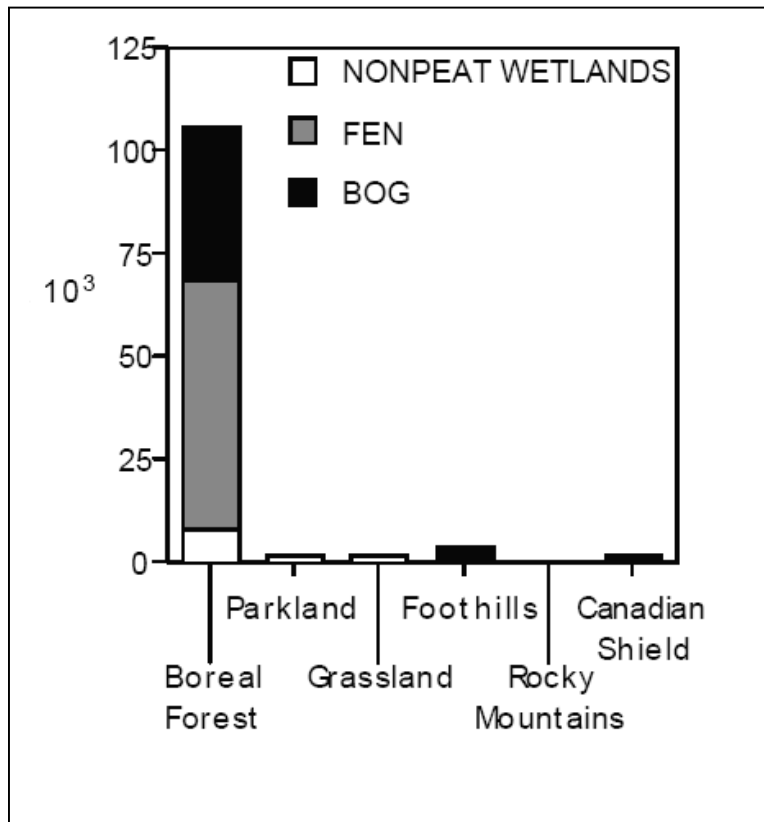 125
100
75
50
25
0
10³
NONPEAT WETLANDS
FEN
BOG
Parkland
Foothills
Canadian
Shield
Boreal
Forest
Grassland
Rocky
Mountains